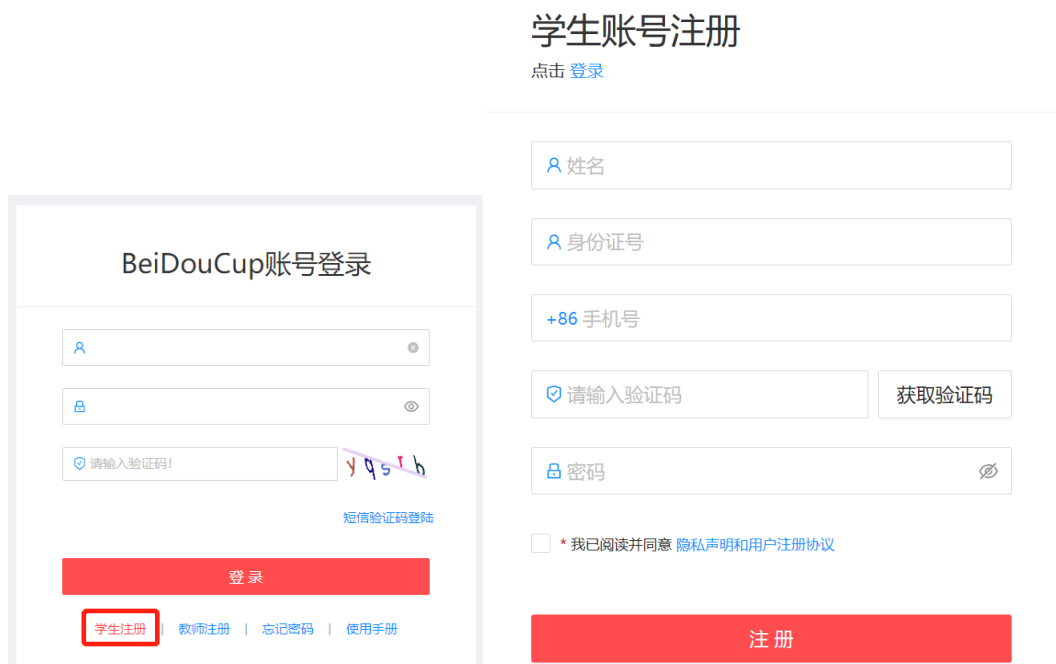 BeiDouCup账号登录
请输入验证码!
yqsrb
短信验证码登陆
登 录
学生注册 | 教师注册 | 忘记密码 | 使用手册
学生账号注册
点击 登录
姓名
身份证号
+86 手机号
请输入验证码 获取验证码
密码
* 我已阅读并同意 隐私声明和用户注册协议
注 册